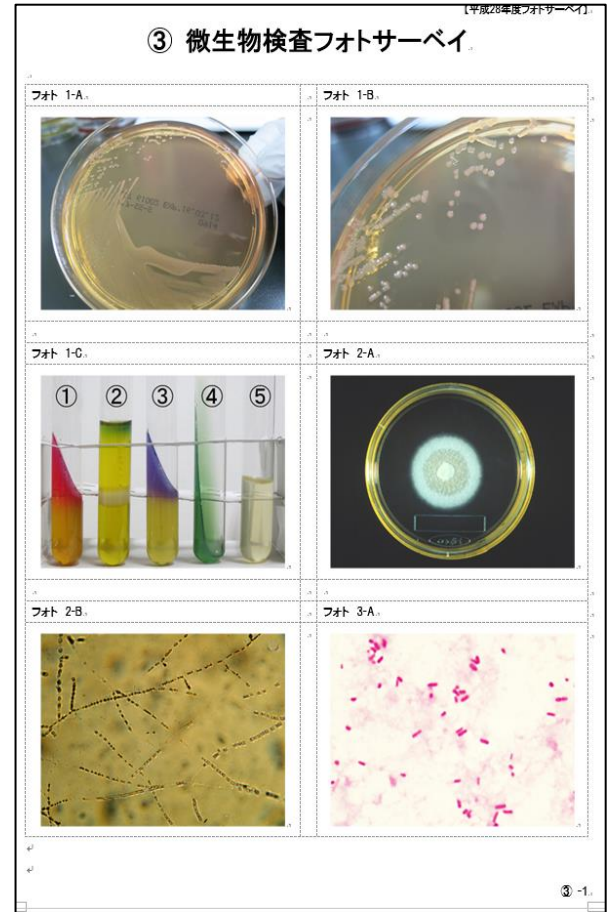 【平成28年度フォトサーベイ】
③ 微生物検査フォトサーベイ
フォト 1-A
フォト 1-B
フォト 1-C
フォト 2-A
① ② ③ ④ ⑤
フォト 2-B
フォト 3-A
③ -1